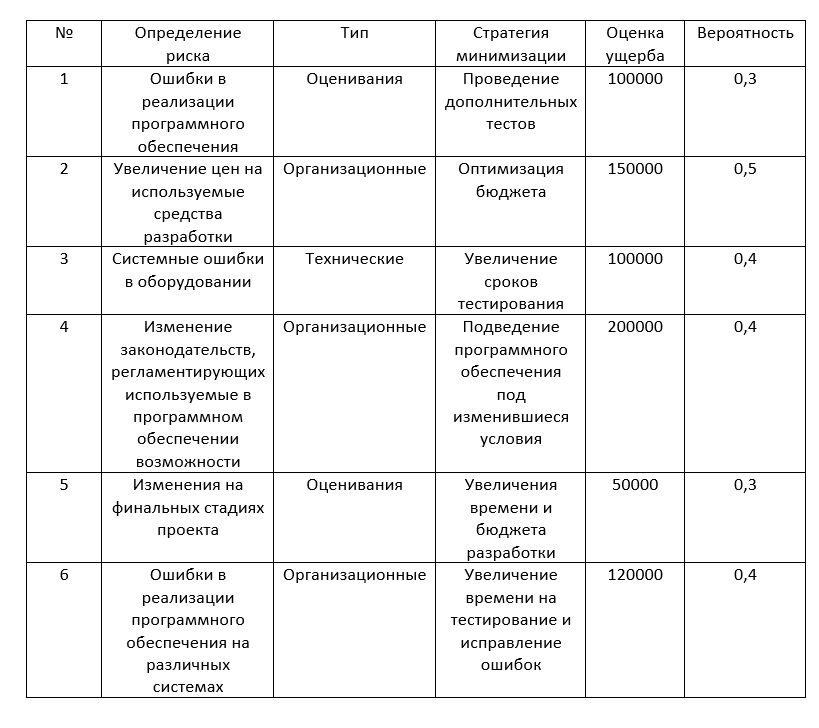 № Определение риска Тип Стратегия минимизации Оценка ущерба Вероятность
1 Ошибки в реализации программного обеспечения Оценивания Проведение дополнительных тестов 100000 0,3
2 Увеличение цен на используемые средства разработки Организационные Оптимизация бюджета 150000 0,5
3 Системные ошибки в оборудовании Технические Увеличение сроков тестирования 100000 0,4
4 Изменение законодательств, регламентирующих используемые в программном обеспечении возможности Организационные Подведение программного обеспечения под изменившиеся условия 200000 0,4
5 Изменения на финальных стадиях проекта Оценивания Увеличения времени и бюджета разработки 50000 0,3
6 Ошибки в реализации программного обеспечения на различных системах Организационные Увеличение времени на тестирование и исправление ошибок 120000 0,4